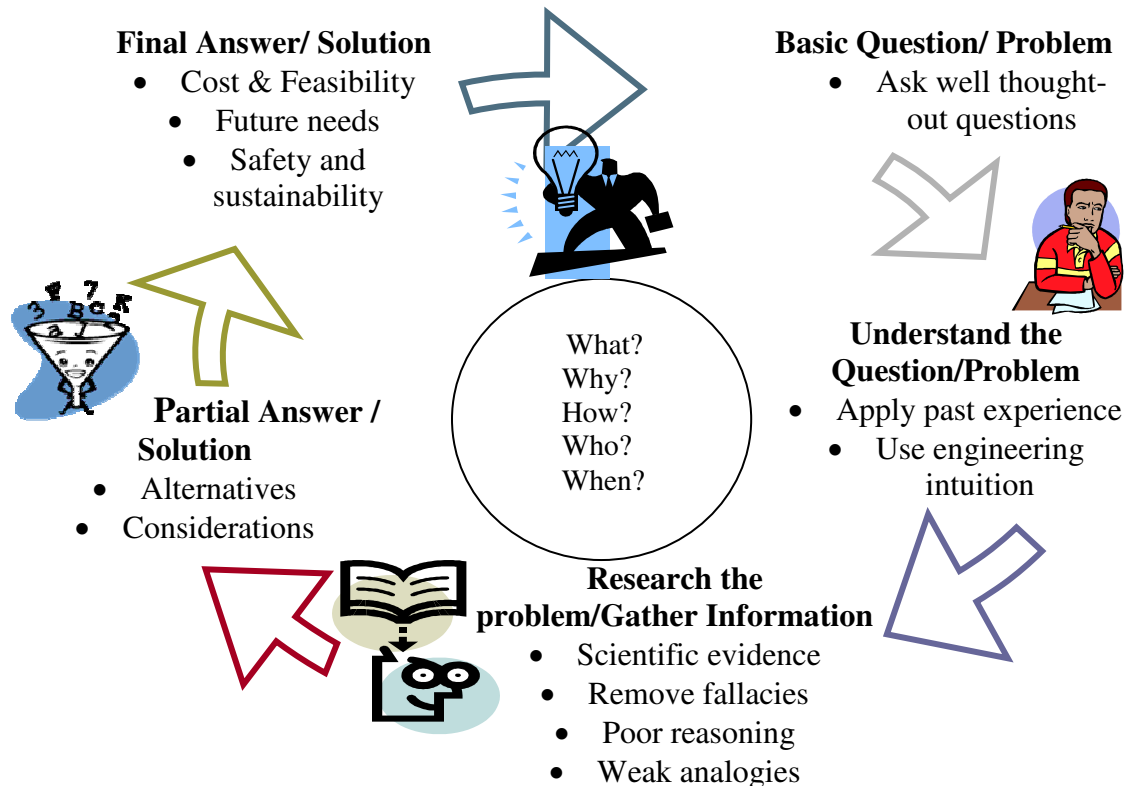 Final Answer/ Solution
• Cost & Feasibility
• Future needs
• Safety and
sustainability
Basic Question/ Problem
• Ask well thought-
out questions
Understand the
Question/Problem
• Apply past experience
• Use engineering
intuition
Research the
problem/Gather Information
• Scientific evidence
• Remove fallacies
• Poor reasoning
• Weak analogies
Partial Answer /
Solution
• Alternatives
• Considerations
What?
Why?
How?
Who?
When?